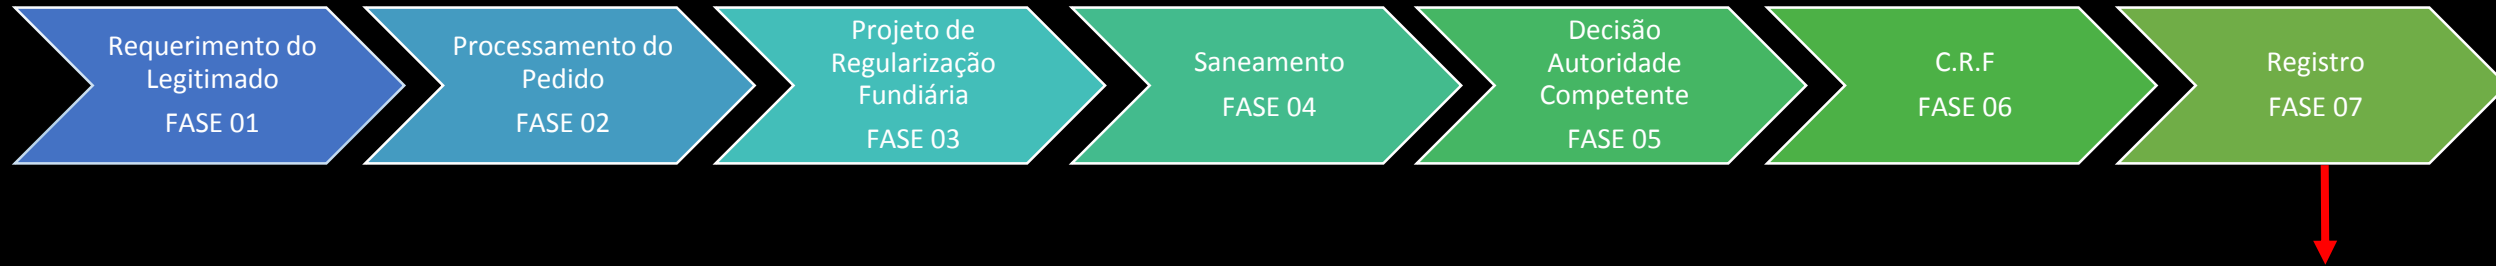 Requerimento do
Legitimado
FASE 01
Processamento do
Pedido
FASE 02
Projeto de
Regularização
Fundiária
FASE 03
Saneamento
FASE 04
Decisão
Autoridade
Competente
FASE 05
C.R.F
FASE 06
Registro
FASE 07